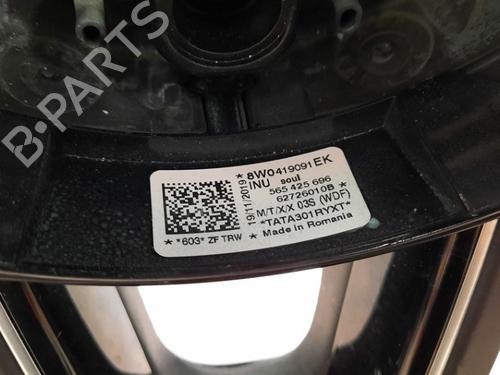 B-PARTS
*8W0419091EK
INU soul
565 425 696
62726010B *
M/T/X/X 03S (WDF)
*TATA301RYXT*
* Made in Romania
19/11/2019
* *603* ZF TRW